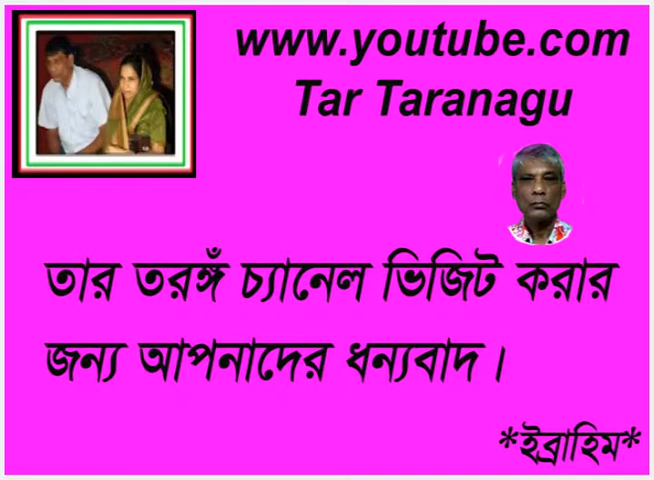 www.youtube.com
Tar Taranagu
তার তরঙ্গঁ চ্যানেল ভিজিট করার
জন্য আপনাদের ধন্যবাদ।
*ইব্রাহিম*